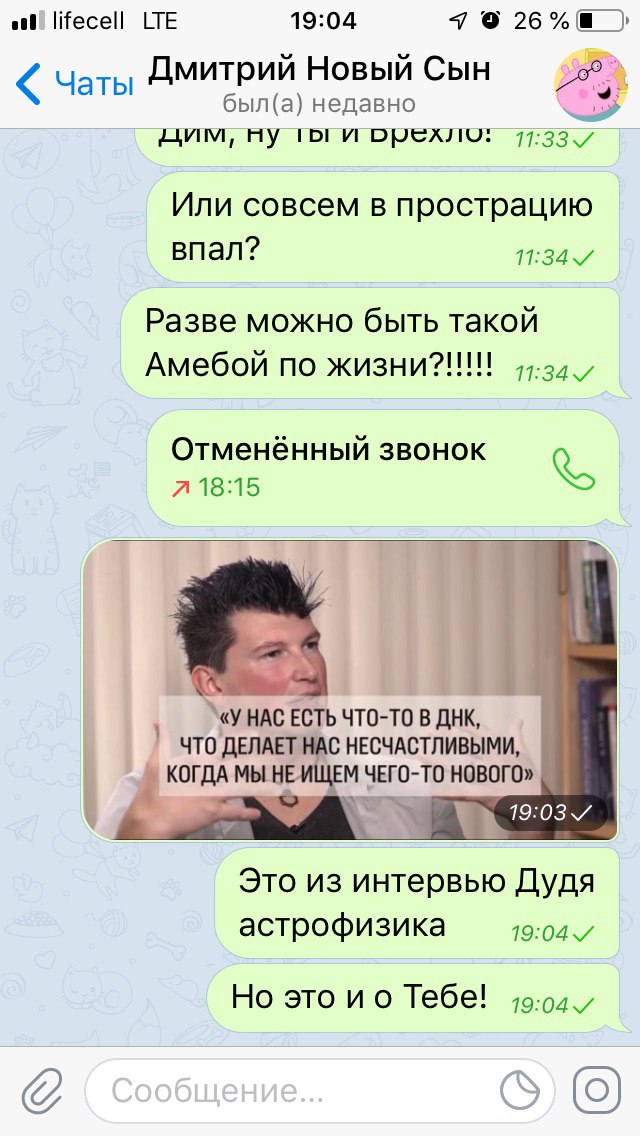 lifecell LTE 19:04 26 %
Чаты Дмитрий Новый Сын
был(а) недавно
Дим, ну ты и Брехло! 11:33
Или совсем в прострацию
впал? 11:34
Разве можно быть такой
Амебой по жизни?!!!!! 11:34
Отменённый звонок
18:15
«У НАС ЕСТЬ ЧТО-ТО В ДНК,
ЧТО ДЕЛАЕТ НАС НЕСЧАСТЛИВЫМИ,
КОГДА МЫ НЕ ИЩЕМ ЧЕГО-ТО НОВОГО»
19:03
Это из интервью Дудя
астрофизика 19:04
Но это и о Тебе! 19:04
Сообщение...